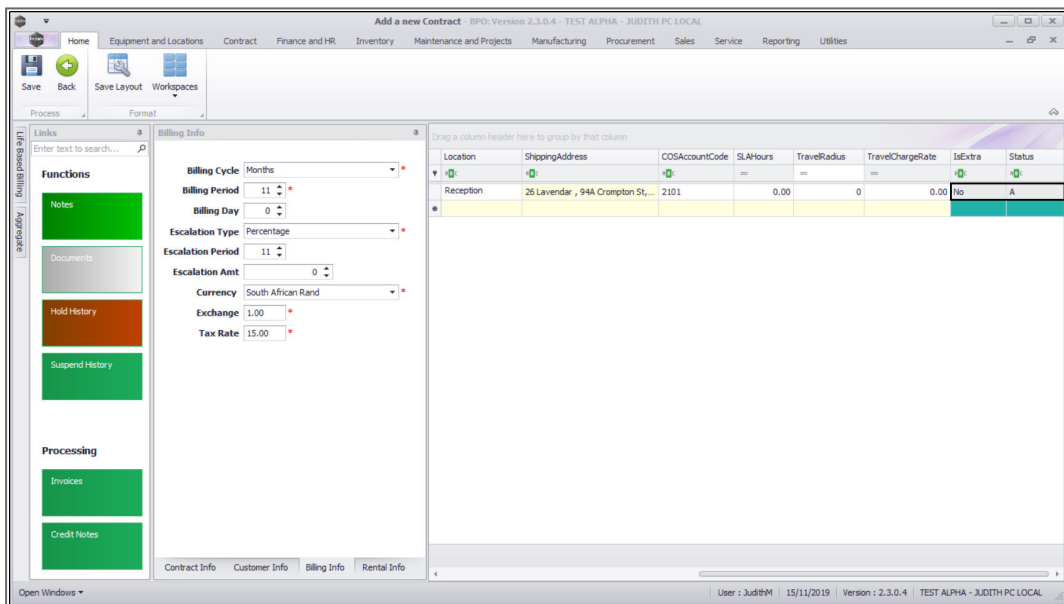 Add a new Contract - BPO: Version 2.3.0.4 - TEST ALPHA - JUDITH PC LOCAL
Home Equipment and Locations Contract Finance and HR Inventory Maintenance and Projects Manufacturing Procurement Sales Service Reporting Utilities
Save Back Save Layout Workspaces
Process Format
Life Based Billing
Aggregate
Links
Enter text to search...
Functions
Notes
Documents
Hold History
Suspend History
Processing
Invoices
Credit Notes
Billing Info
Billing Cycle Months *
Billing Period 11 *
Billing Day 0
Escalation Type Percentage *
Escalation Period 11
Escalation Amt 0
Currency South African Rand *
Exchange 1.00 *
Tax Rate 15.00 *
Contract Info Customer Info Billing Info Rental Info
Drag a column header here to group by that column
Location ShippingAddress COSAccountCode SLAHours TravelRadius TravelChargeRate IsExtra Status
= = =
Reception 26 Lavendar , 94A Crompton St,... 2101 0.00 0 0.00 No A
Open Windows
User : JudithM 15/11/2019 Version : 2.3.0.4 TEST ALPHA - JUDITH PC LOCAL